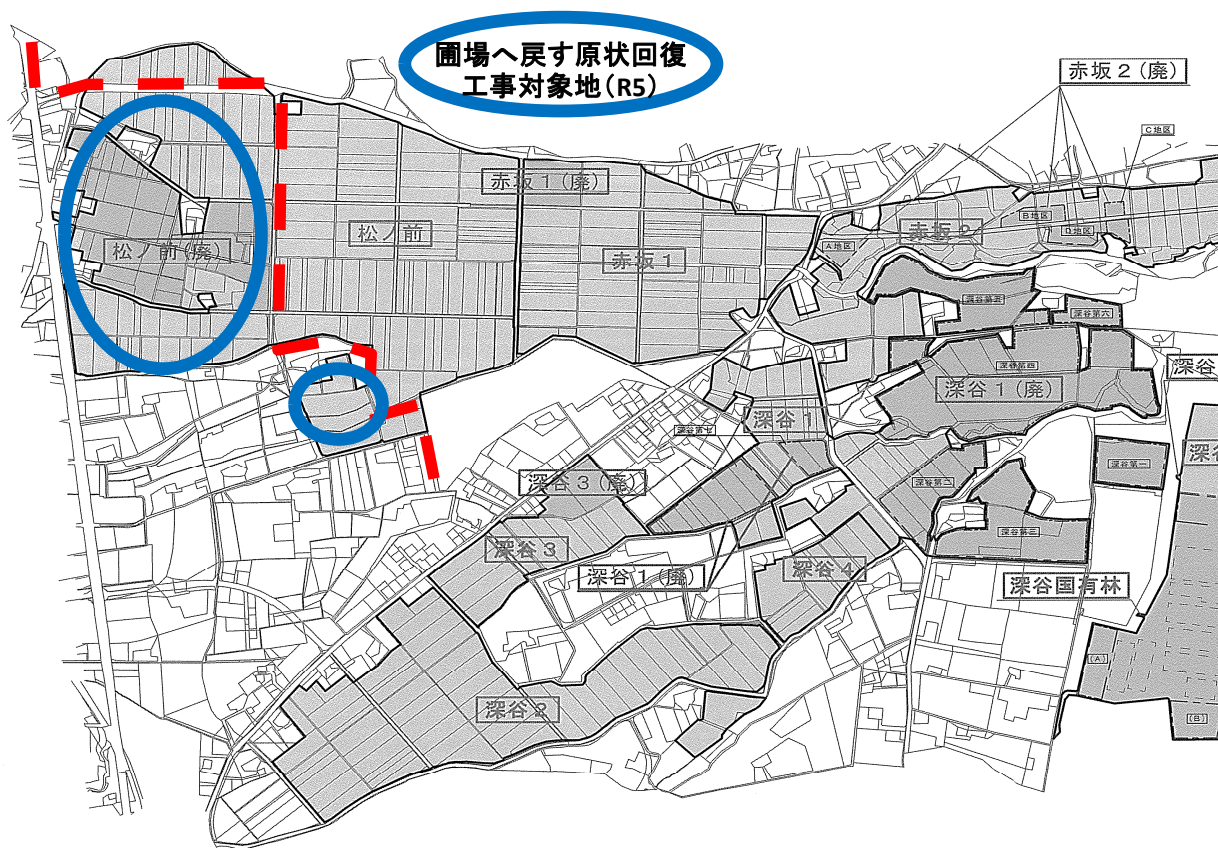 圃場へ戻す原状回復
工事対象地（R5）
赤坂２（廃）
C地区
赤坂１（廃）
B地区
赤坂２
D地区
松ノ前
A地区
松ノ前（廃）
赤坂１
深谷第五
深谷第六
深谷第四
深谷
深谷１（廃）
深谷１
深谷第七
深谷
深谷第一
深谷３（廃）
深谷第二
深谷第三
深谷３
深谷４
深谷１（廃）
深谷国有林
(A)
深谷２
(B)